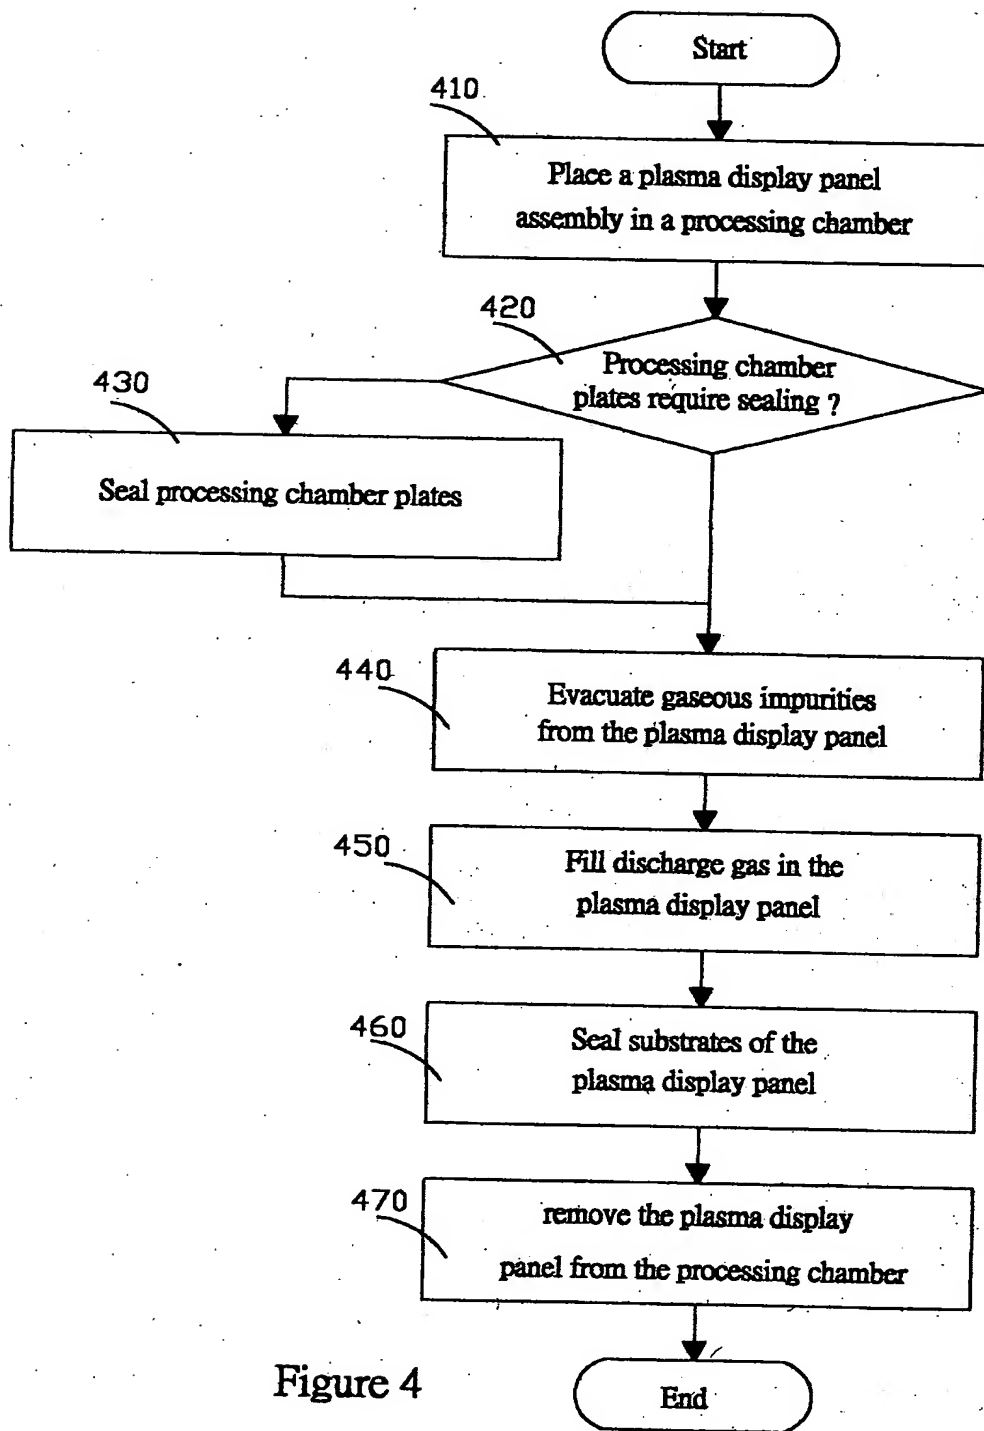 Start
410
Place a plasma display panel
assembly in a processing chamber
420
Processing chamber
plates require sealing ?
430
Seal processing chamber plates
440
Evacuate gaseous impurities
from the plasma display panel
450
Fill discharge gas in the
plasma display panel
460
Seal substrates of the
plasma display panel
470
remove the plasma display
panel from the processing chamber
End
Figure 4